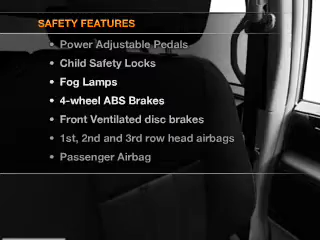 SAFETY FEATURES
• Power Adjustable Pedals
• Child Safety Locks
• Fog Lamps
• 4-wheel ABS Brakes
• Front Ventilated disc brakes
• 1st, 2nd and 3rd row head airbags
• Passenger Airbag